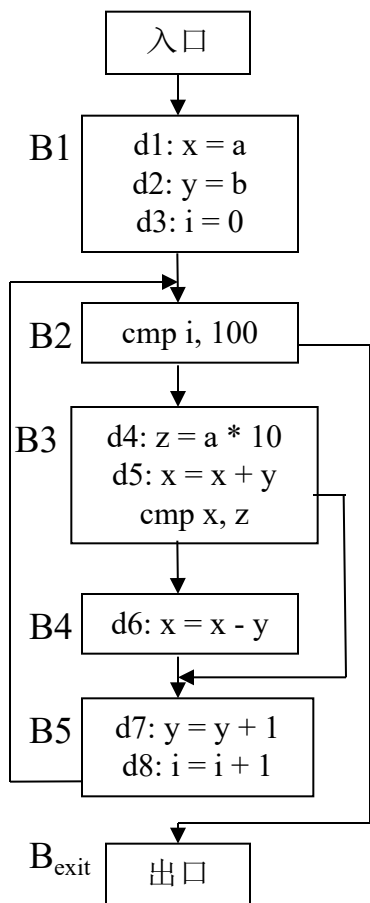 入口
B1
d1: x = a
d2: y = b
d3: i = 0
B2
cmp i, 100
B3
d4: z = a * 10
d5: x = x + y
cmp x, z
B4
d6: x = x - y
B5
d7: y = y + 1
d8: i = i + 1
Bexit
出口